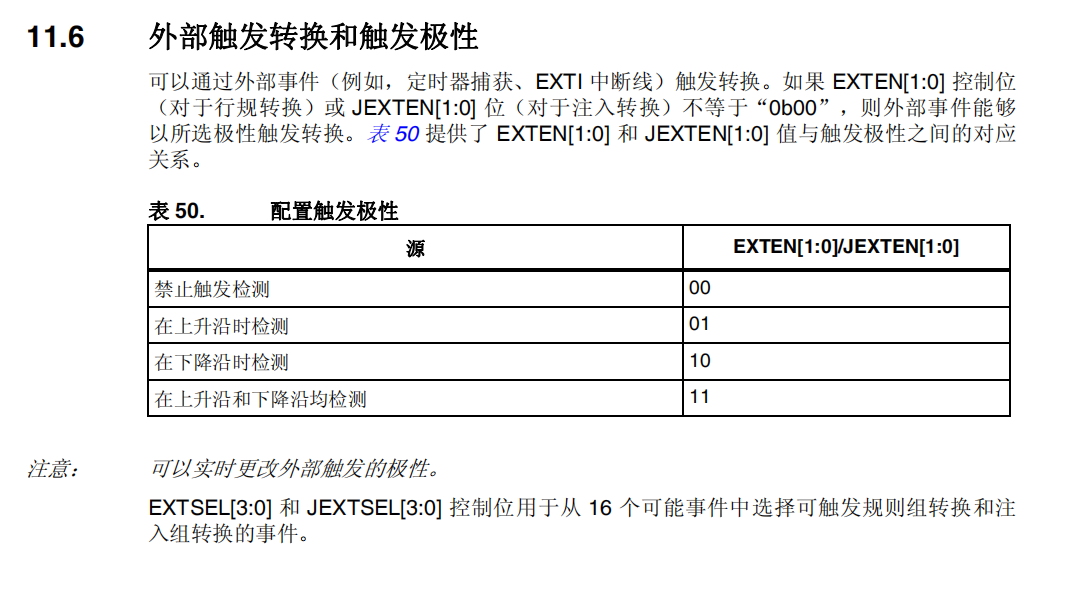 11.6 外部触发转换和触发极性
可以通过外部事件（例如，定时器捕获、EXTI 中断线）触发转换。如果 EXTEN[1:0] 控制位
（对于行规转换）或 JEXTEN[1:0] 位（对于注入转换）不等于“0b00”，则外部事件能够
以所选极性触发转换。表 50 提供了 EXTEN[1:0] 和 JEXTEN[1:0] 值与触发极性之间的对应
关系。
表 50. 配置触发极性
源 EXTEN[1:0]/JEXTEN[1:0]
禁止触发检测 00
在上升沿时检测 01
在下降沿时检测 10
在上升沿和下降沿均检测 11
注意： 可以实时更改外部触发的极性。
EXTSEL[3:0] 和 JEXTSEL[3:0] 控制位用于从 16 个可能事件中选择可触发规则组转换和注
入组转换的事件。